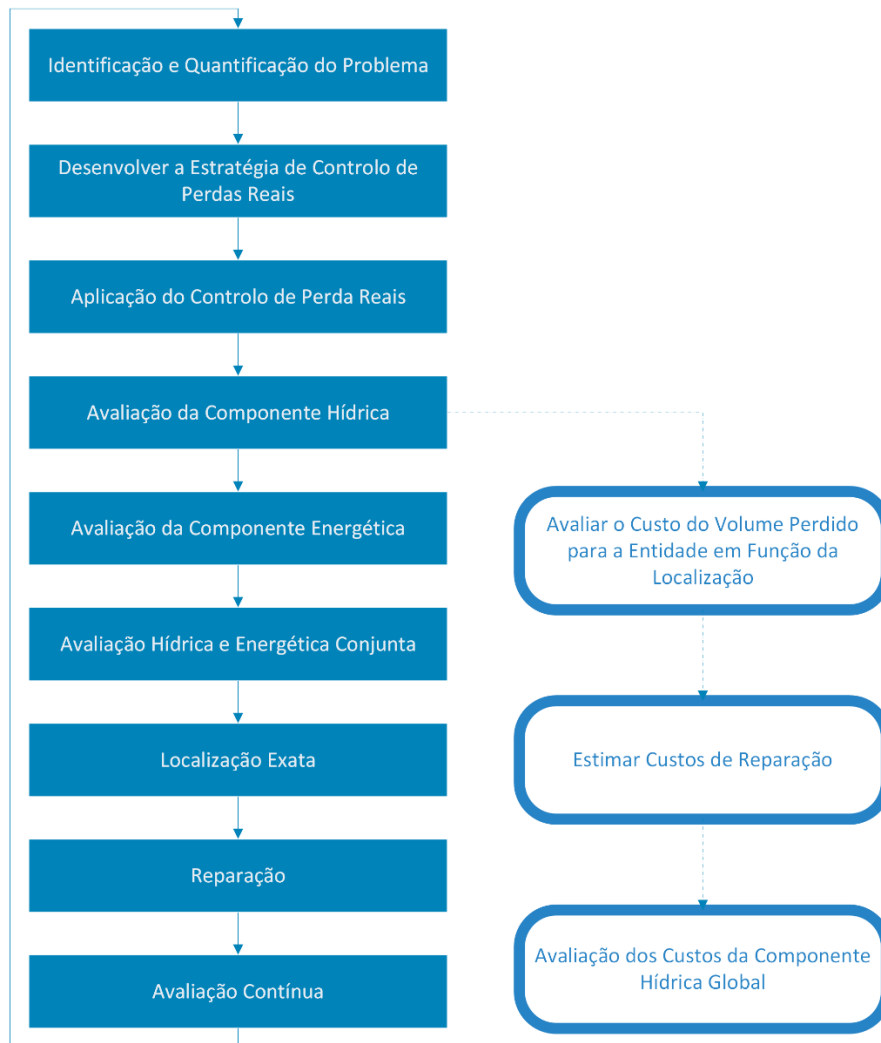 Identificação e Quantificação do Problema
Desenvolver a Estratégia de Controlo de
Perdas Reais
Aplicação do Controlo de Perda Reais
Avaliação da Componente Hídrica
Avaliação da Componente Energética
Avaliação Hídrica e Energética Conjunta
Localização Exata
Reparação
Avaliação Contínua
Avaliar o Custo do Volume Perdido
para a Entidade em Função da
Localização
Estimar Custos de Reparação
Avaliação dos Custos da Componente
Hídrica Global